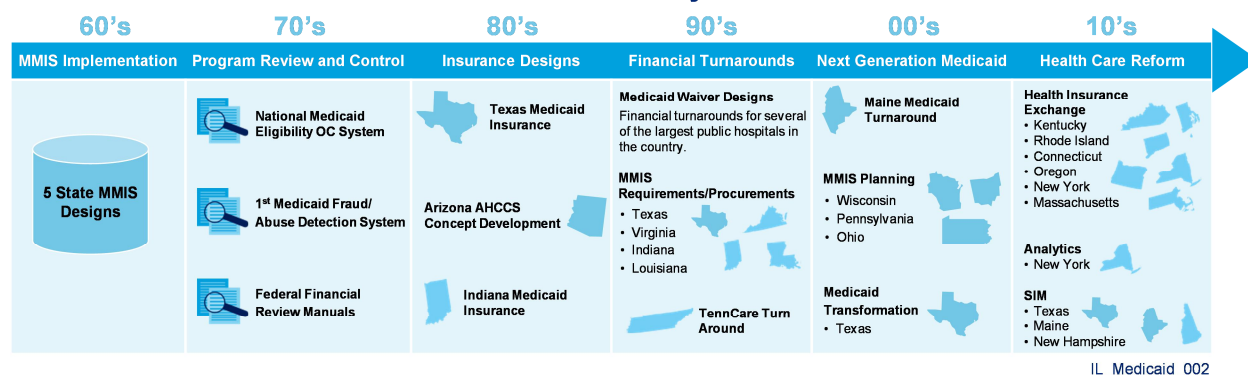 60's
70's
80's
90's
00's
10's
MMIS Implementation
Program Review and Control
Insurance Designs
Financial Turnarounds
Next Generation Medicaid
Health Care Reform
5 State MMIS
Designs
National Medicaid
Eligibility OC System
1st Medicaid Fraud/
Abuse Detection System
Federal Financial
Review Manuals
Texas Medicaid
Insurance
Arizona AHCCS
Concept Development
Indiana Medicaid
Insurance
Medicaid Waiver Designs
Financial turnarounds for several
of the largest public hospitals in
the country.
MMIS
Requirements/Procurements
• Texas
• Virginia
• Indiana
• Louisiana
TennCare Turn
Around
Maine Medicaid
Turnaround
MMIS Planning
• Wisconsin
• Pennsylvania
• Ohio
Medicaid
Transformation
• Texas
Health Insurance
Exchange
• Kentucky
• Rhode Island
• Connecticut
• Oregon
• New York
• Massachusetts
Analytics
• New York
SIM
• Texas
• Maine
• New Hampshire
IL Medicaid 002